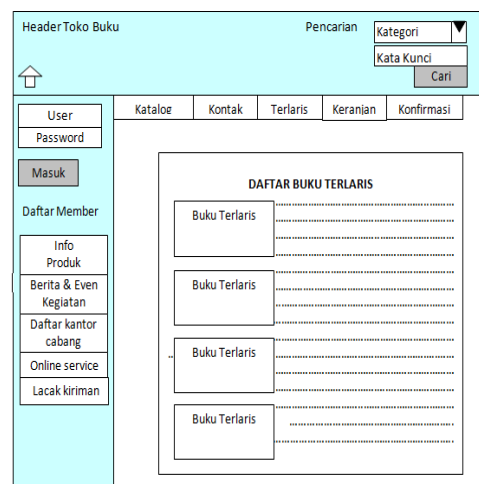 Header Toko Buku
Pencarian
Kategori
Kata Kunci
Cari
Katalog
Kontak
Terlaris
Keranjan
Konfirmasi
User
Password
Masuk
Daftar Member
Info
Produk
Berita & Even
Kegiatan
Daftar kantor
cabang
Online service
Lacak kiriman
DAFTAR BUKU TERLARIS
Buku Terlaris
Buku Terlaris
Buku Terlaris
Buku Terlaris